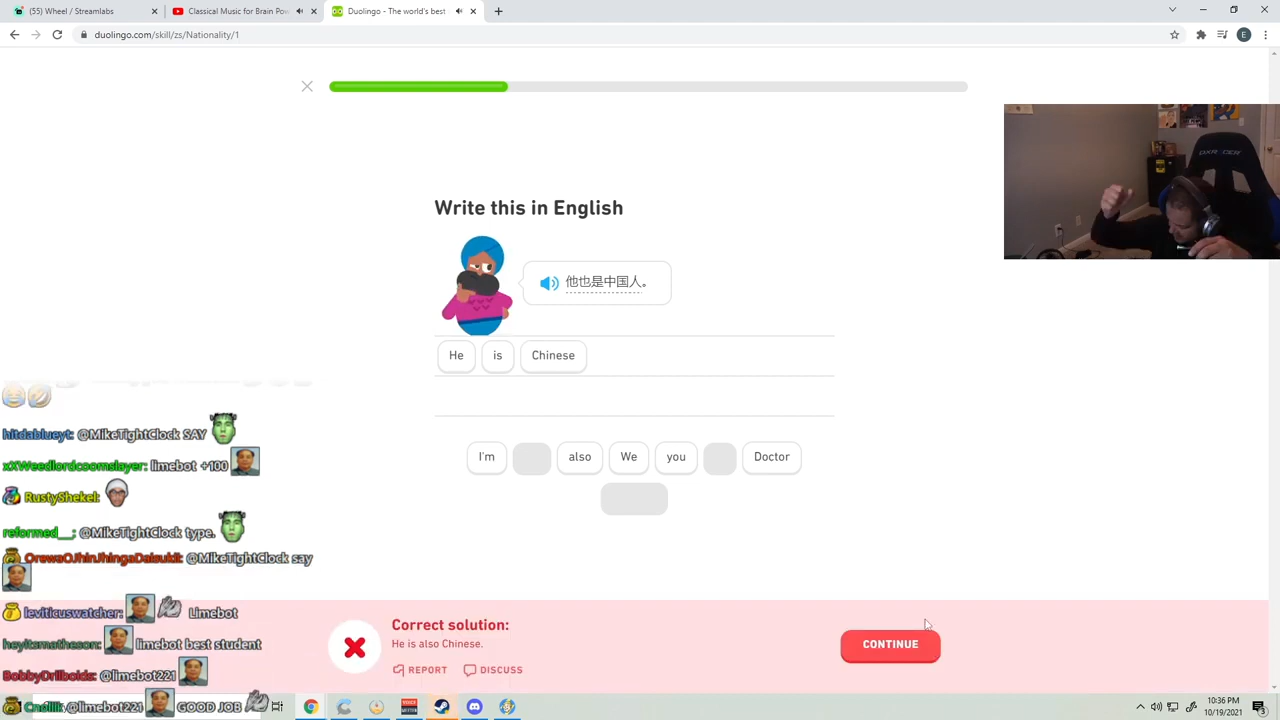 (55) Wheel / Streamlabs
Classical Music for Brain Pow
Duolingo - The world's best
duolingo.com/skill/zs/Nationality/1
E
Write this in English
他也是中国人。
He is Chinese
I'm also We you Doctor
hitdablueyt: @MikeTightClock SAY
xXWeedlordcoomslayer: limebot +100
RustyShekel:
reformed__: @MikeTightClock type.
OrewaOJhinJhingaDaisukii: @MikeTightClock say
leviticuswatcher: Limebot
heyitsmatheson: limebot best student
BobbyDrilboids: @limebot221
@limebot221 GOOD JOB
Correct solution:
He is also Chinese.
REPORT DISCUSS
CONTINUE
10:36 PM
10/19/2021